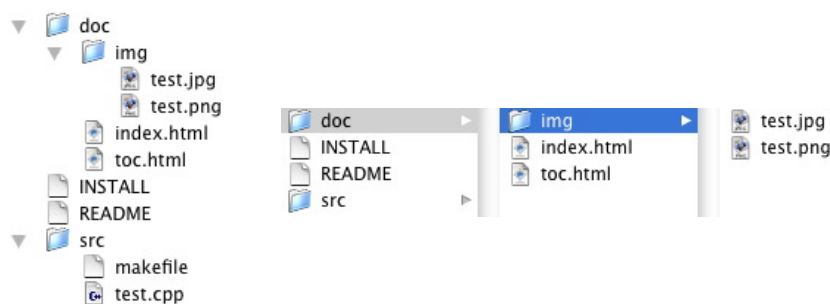 doc
img
test.jpg
test.png
index.html
toc.html
INSTALL
README
src
makefile
test.cpp
doc
INSTALL
README
src
img
index.html
toc.html
test.jpg
test.png